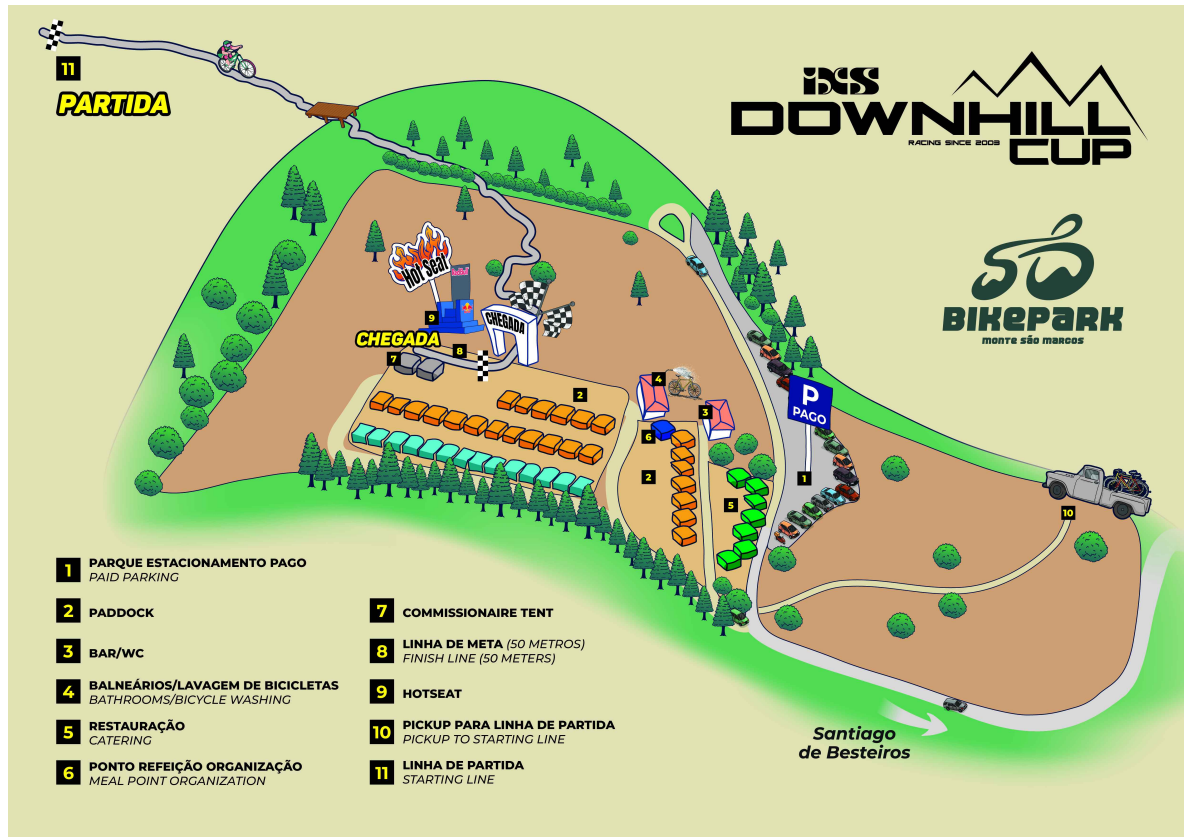 11
PARTIDA
iXS
DOWNHILL
RACING SINCE 2003
CUP
BIKEPARK
MONTE SÃO MARCOS
Hot Seat
Red Bull
9
CHEGADA
CHEGADA
8
7
2
4
3
6
2
5
P
PAGO
1
10
Santiago
de Besteiros
1 PARQUE ESTACIONAMENTO PAGO
PAID PARKING
2 PADDOCK
3 BAR/WC
4 BALNEÁRIOS/LAVAGEM DE BICICLETAS
BATHROOMS/BICYCLE WASHING
5 RESTAURAÇÃO
CATERING
6 PONTO REFEIÇÃO ORGANIZAÇÃO
MEAL POINT ORGANIZATION
7 COMMISSIONAIRE TENT
8 LINHA DE META (50 METROS)
FINISH LINE (50 METERS)
9 HOTSEAT
10 PICKUP PARA LINHA DE PARTIDA
PICKUP TO STARTING LINE
11 LINHA DE PARTIDA
STARTING LINE